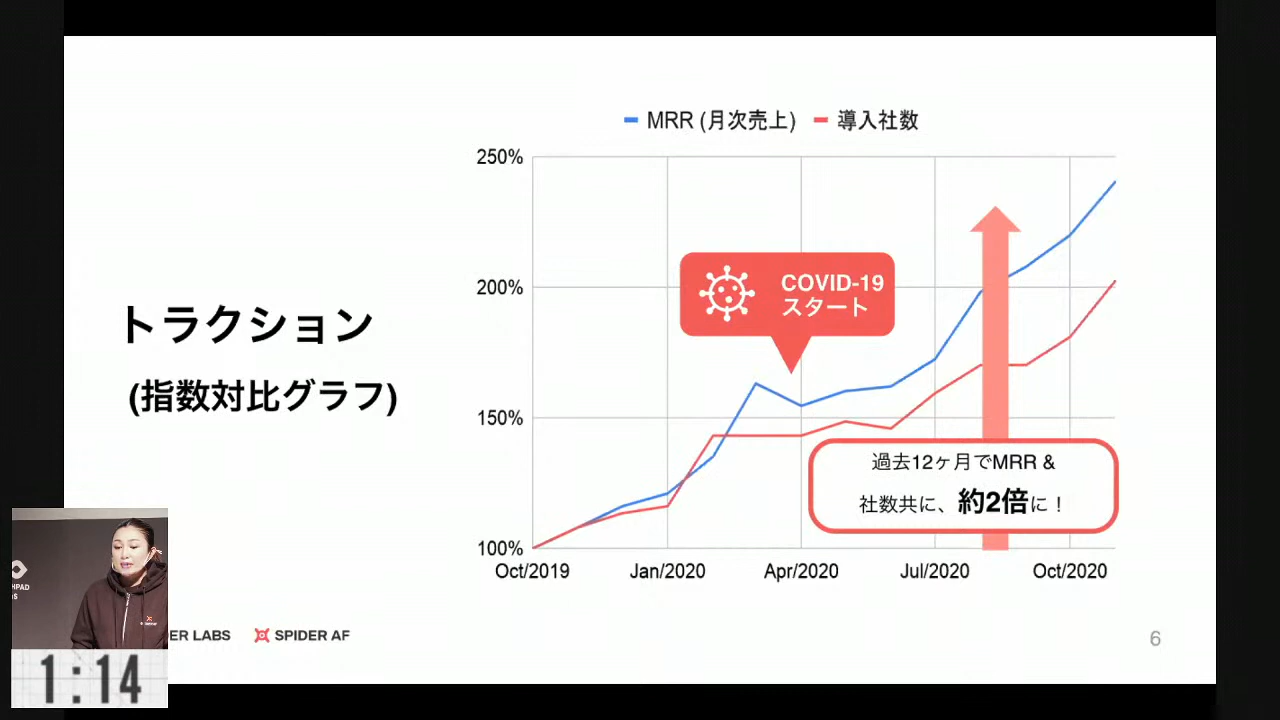 MRR (月次売上) 導入社数
250%
200%
150%
100%
Oct/2019 Jan/2020 Apr/2020 Jul/2020 Oct/2020
COVID-19
スタート
過去12ヶ月でMRR &
社数共に、約2倍に！
トラクション
(指数対比グラフ)
HPAD
ER LABS SPIDER AF
6
1:14